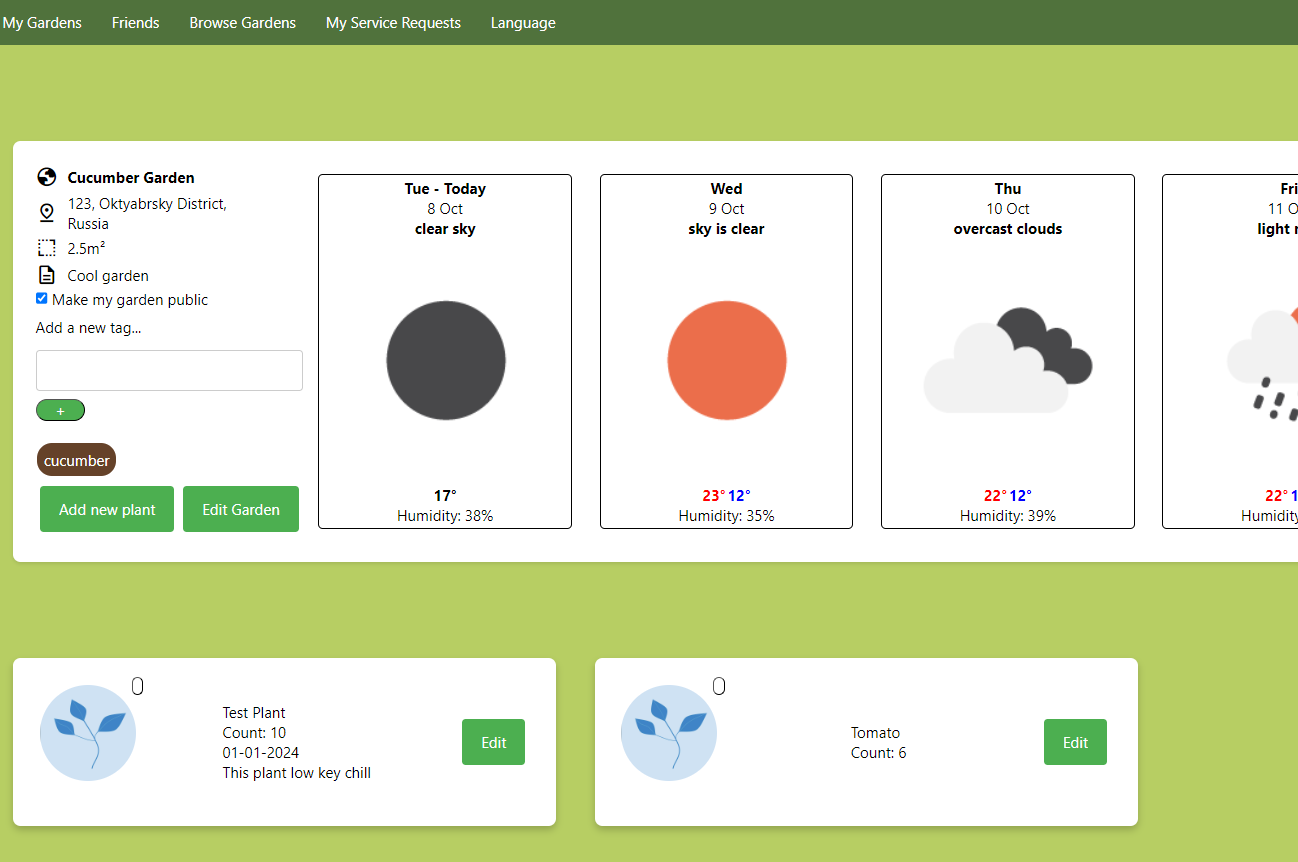 My Gardens Friends Browse Gardens My Service Requests Language
Cucumber Garden
123, Oktyabrsky District,
Russia
2.5m²
Cool garden
Make my garden public
Add a new tag...
+
cucumber
Add new plant Edit Garden
Tue - Today
8 Oct
clear sky
17°
Humidity: 38%
Wed
9 Oct
sky is clear
23° 12°
Humidity: 35%
Thu
10 Oct
overcast clouds
22° 12°
Humidity: 39%
Fri
11 O
light
22° 1
Humidity
Test Plant
Count: 10
01-01-2024
This plant low key chill
Edit
Tomato
Count: 6
Edit